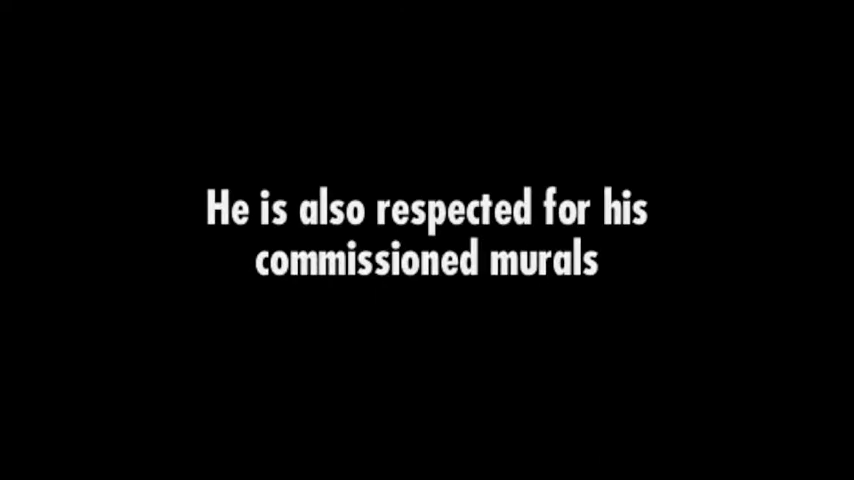 He is also respected for his
commissioned murals